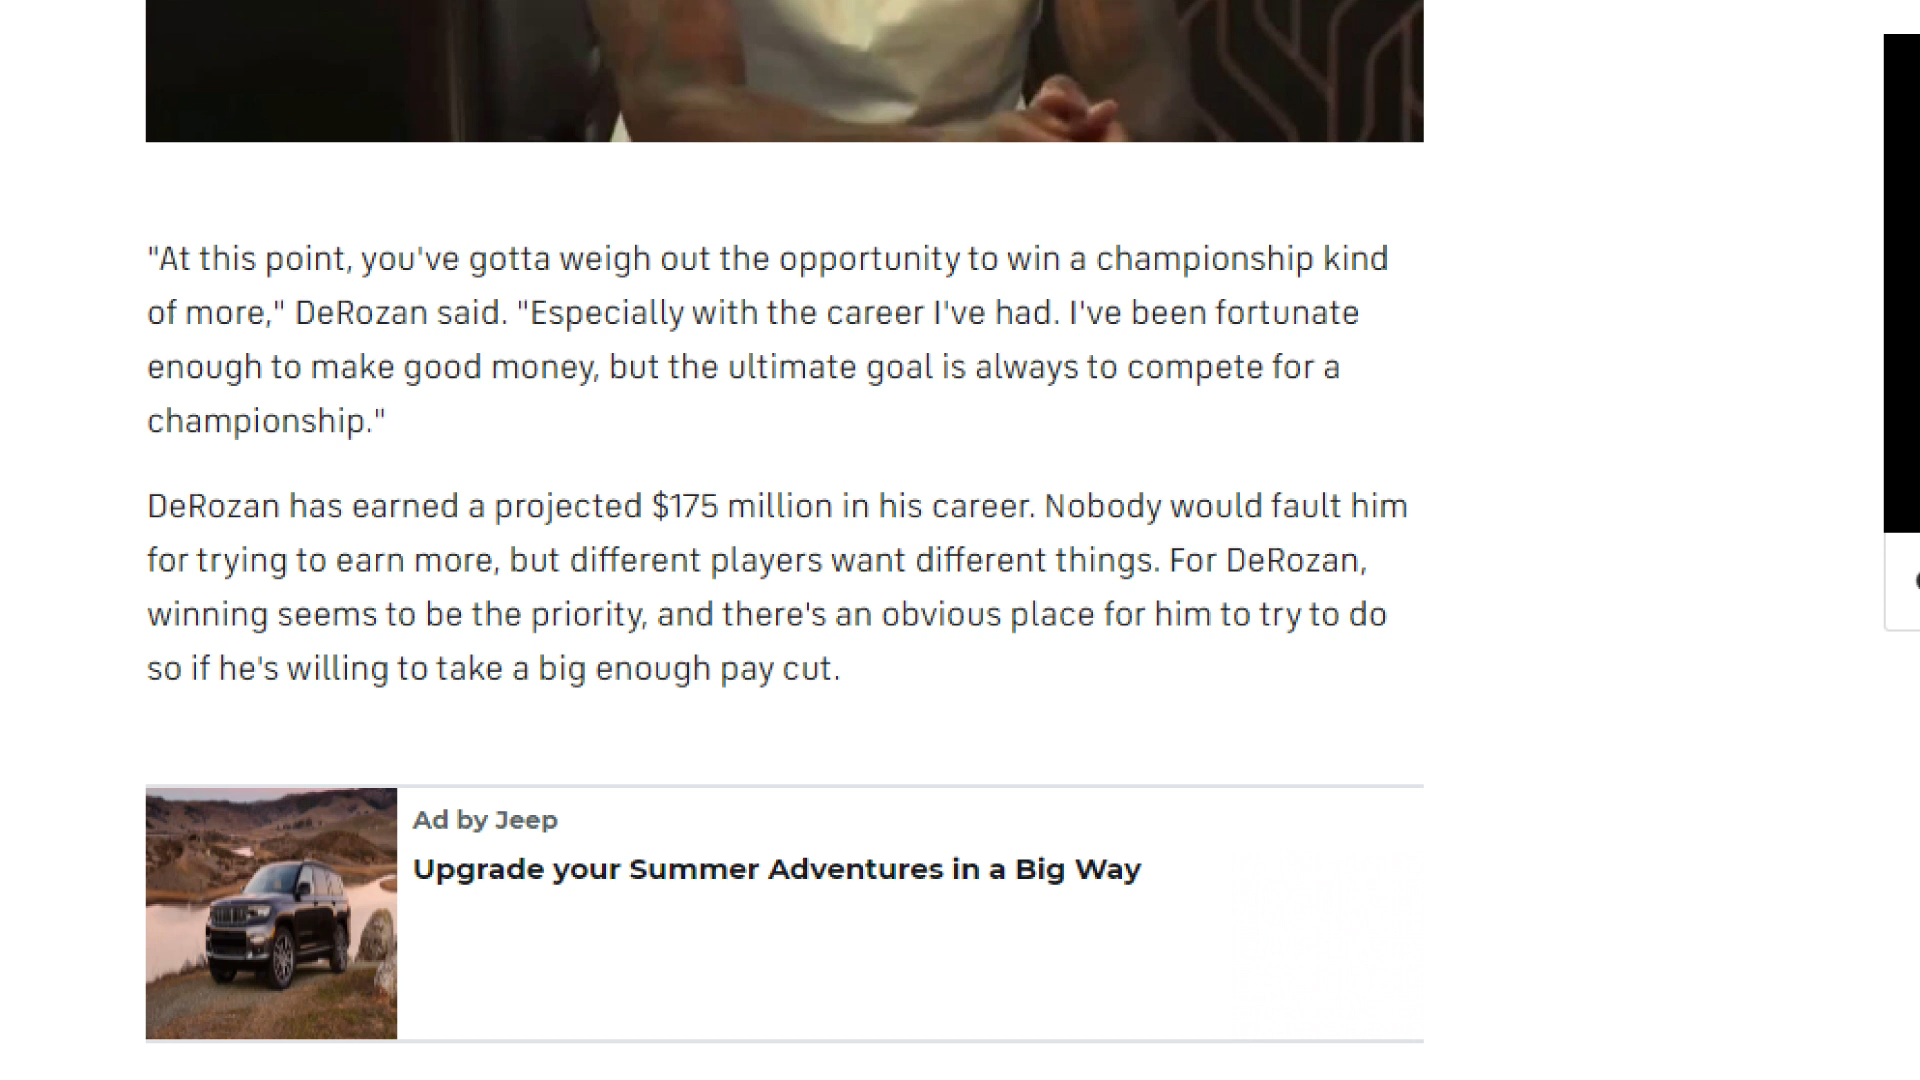 "At this point, you've gotta weigh out the opportunity to win a championship kind
of more," DeRozan said. "Especially with the career I've had. I've been fortunate
enough to make good money, but the ultimate goal is always to compete for a
championship."
DeRozan has earned a projected $175 million in his career. Nobody would fault him
for trying to earn more, but different players want different things. For DeRozan,
winning seems to be the priority, and there's an obvious place for him to try to do
so if he's willing to take a big enough pay cut.
Ad by Jeep
Upgrade your Summer Adventures in a Big Way